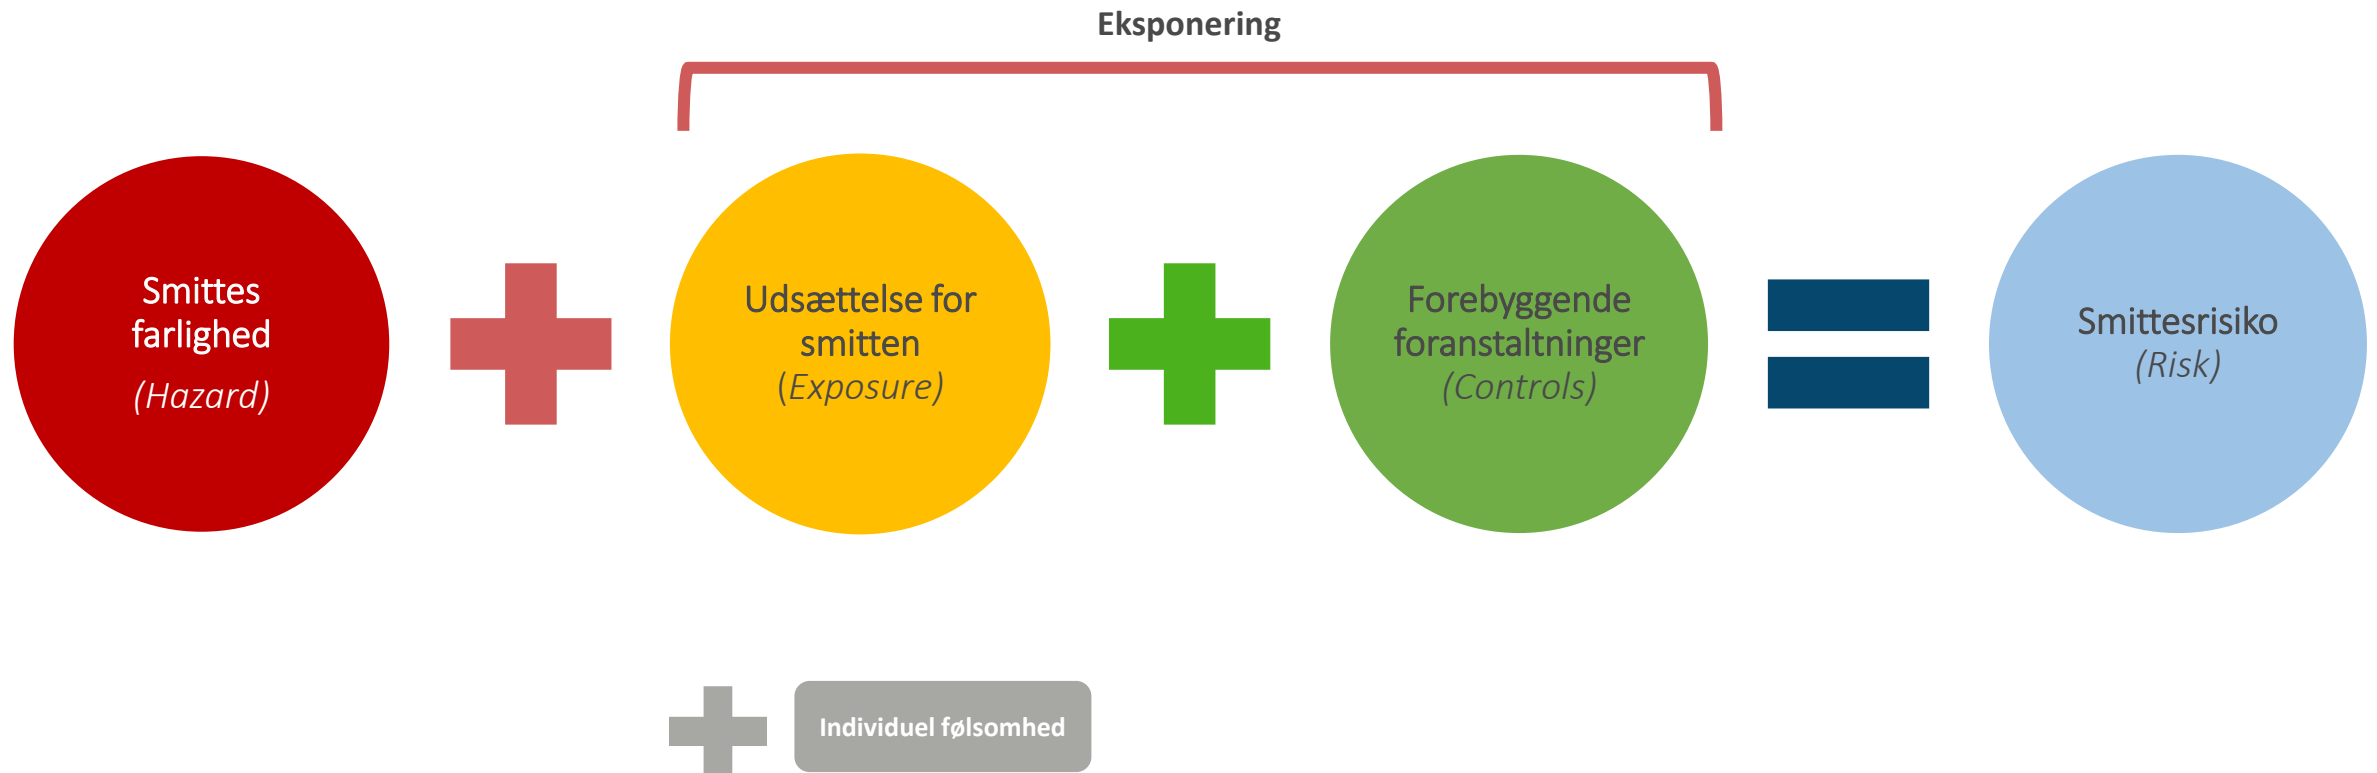 Eksponering
Smittes
farlighed
(Hazard)
Udsættelse for
smitten
(Exposure)
Forebyggende
foranstaltninger
(Controls)
Smittesrisiko
(Risk)
Individuel følsomhed